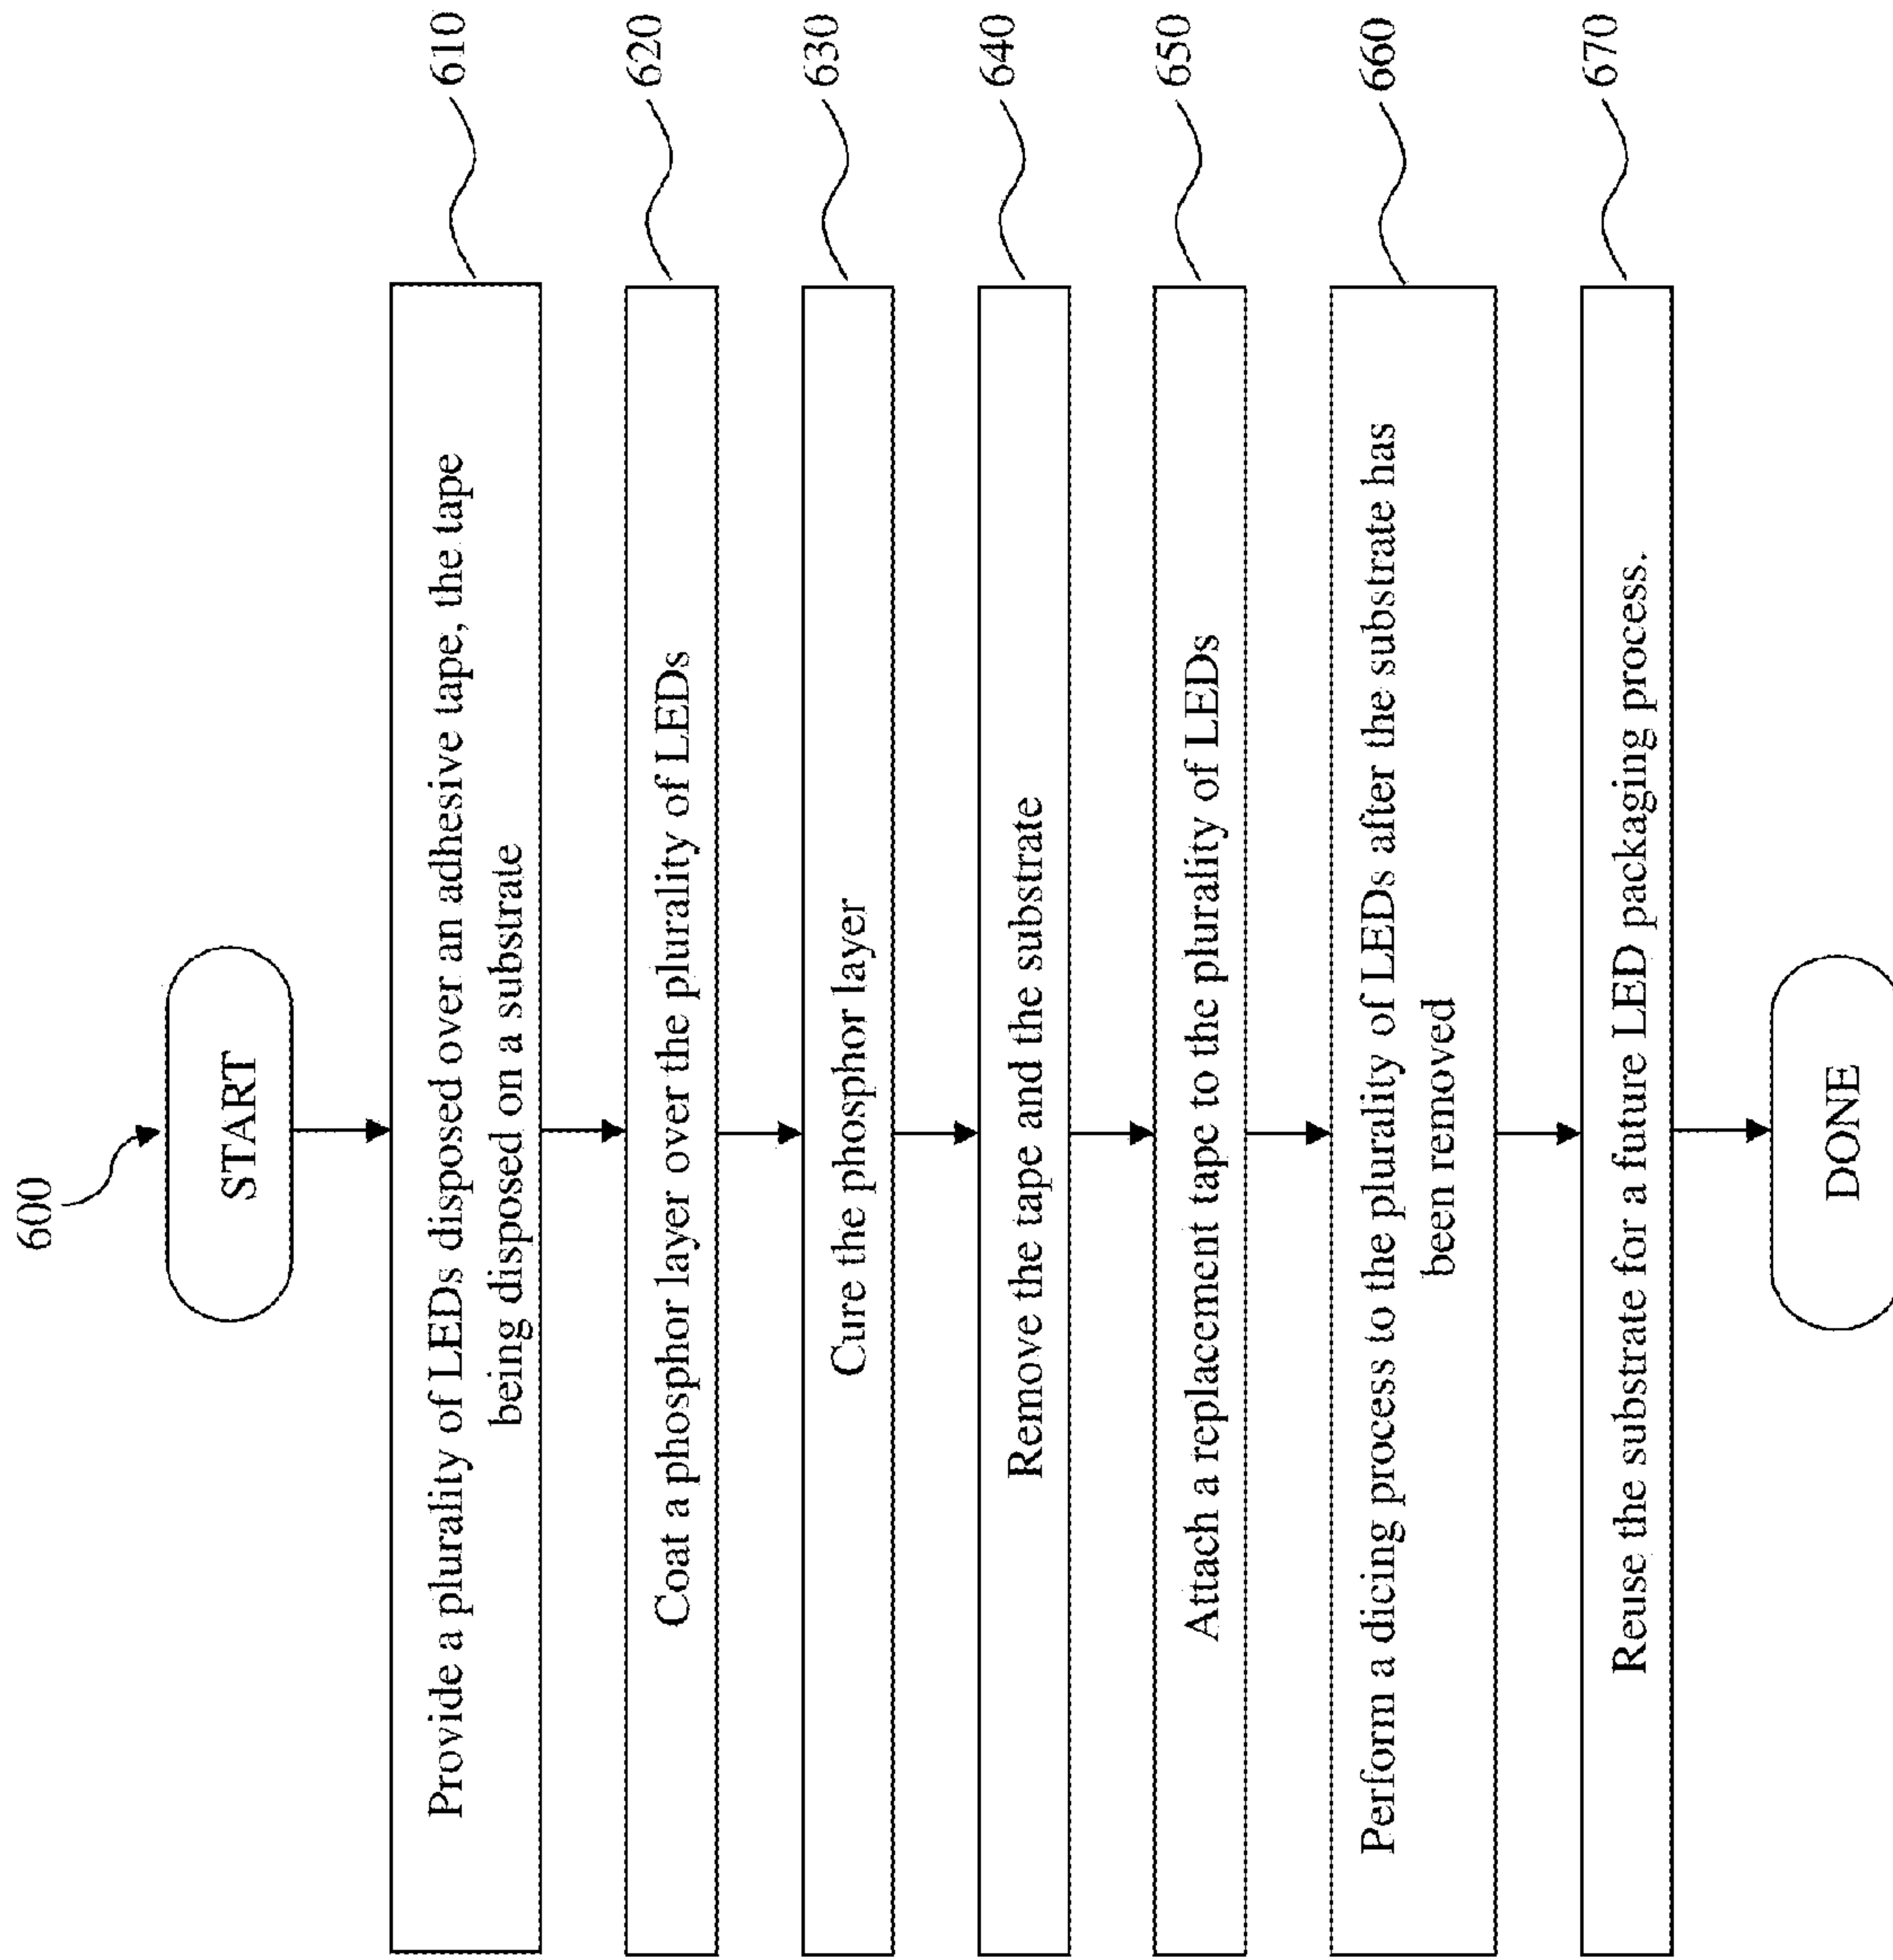 600
START
Provide a plurality of LEDs disposed over an adhesive tape, the tape
being disposed on a substrate
610
Coat a phosphor layer over the plurality of LEDs
620
Cure the phosphor layer
630
Remove the tape and the substrate
640
Attach a replacement tape to the plurality of LEDs
650
Perform a dicing process to the plurality of LEDs after the substrate has
been removed
660
Reuse the substrate for a future LED packaging process.
670
DONE